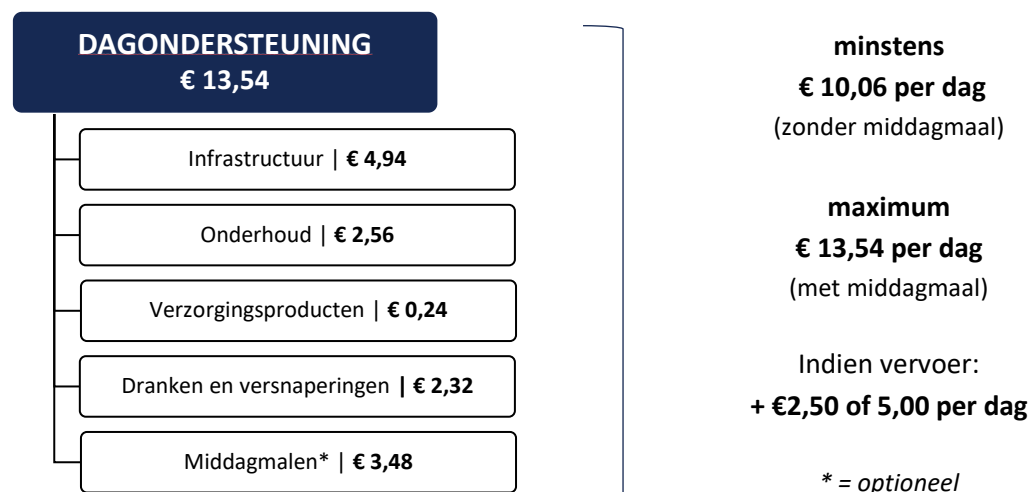 DAGONDERSTEUNING
€ 13,54
Infrastructuur | € 4,94
Onderhoud | € 2,56
Verzorgingsproducten | € 0,24
Dranken en versnaperingen | € 2,32
Middagmalen* | € 3,48
minstens
€ 10,06 per dag
(zonder middagmaal)
maximum
€ 13,54 per dag
(met middagmaal)
Indien vervoer:
+ €2,50 of 5,00 per dag
* = optioneel